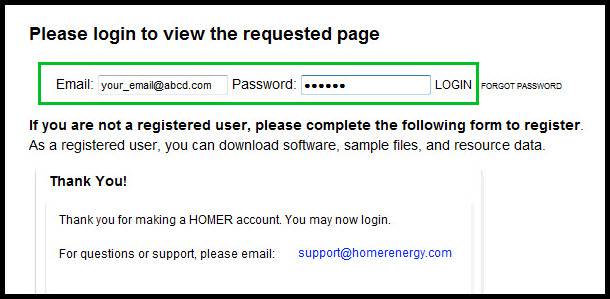 Please login to view the requested page
Email: your_email@abcd.com Password: •••••• LOGIN FORGOT PASSWORD
If you are not a registered user, please complete the following form to register.
As a registered user, you can download software, sample files, and resource data.
Thank You!
Thank you for making a HOMER account. You may now login.
For questions or support, please email: support@homerenergy.com